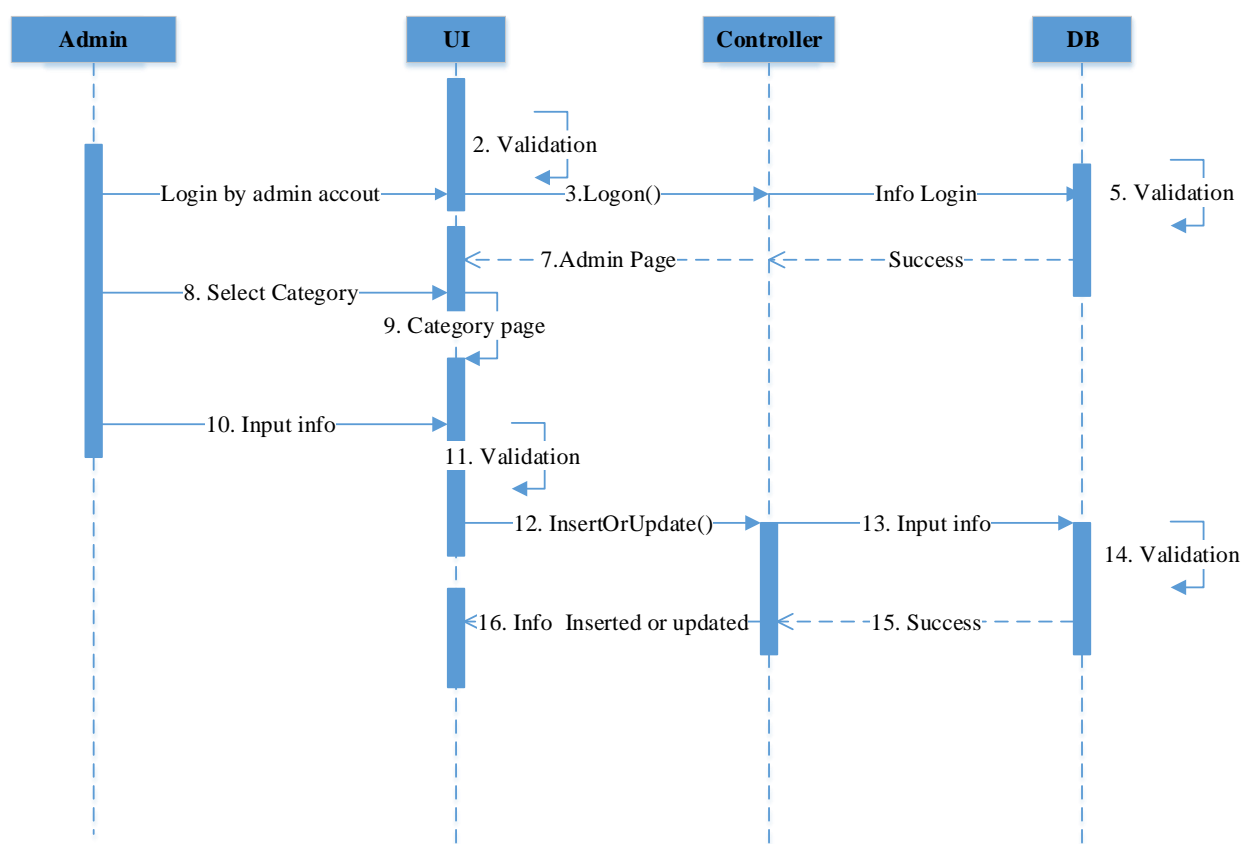 Admin
UI
Controller
DB
2. Validation
Login by admin accout
3.Logon()
Info Login
5. Validation
7.Admin Page
Success
8. Select Category
9. Category page
10. Input info
11. Validation
12. InsertOrUpdate()
13. Input info
14. Validation
16. Info  Inserted or updated
15. Success